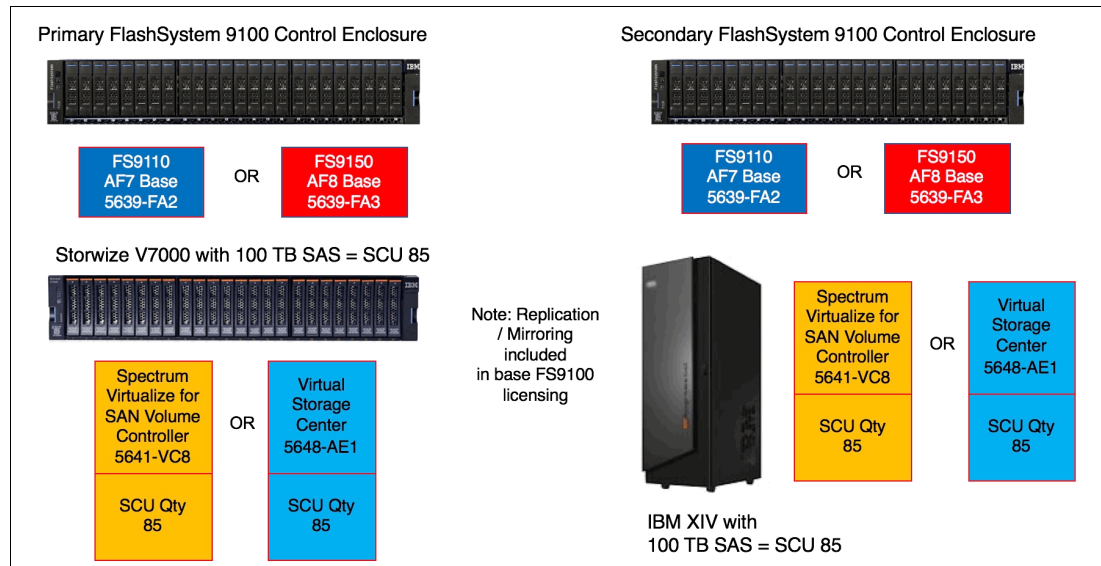 Primary FlashSystem 9100 Control Enclosure
IBM
FS9110
AF7 Base
5639-FA2
OR
FS9150
AF8 Base
5639-FA3
Storwize V7000 with 100 TB SAS = SCU 85
IBM
Spectrum
Virtualize for
SAN Volume
Controller
5641-VC8
SCU Qty
85
OR
Virtual
Storage
Center
5648-AE1
SCU Qty
85
Note: Replication
/ Mirroring
included
in base FS9100
licensing
Secondary FlashSystem 9100 Control Enclosure
IBM
FS9110
AF7 Base
5639-FA2
OR
FS9150
AF8 Base
5639-FA3
IBM
Spectrum
Virtualize for
SAN Volume
Controller
5641-VC8
SCU Qty
85
OR
Virtual
Storage
Center
5648-AE1
SCU Qty
85
IBM XIV with
100 TB SAS = SCU 85